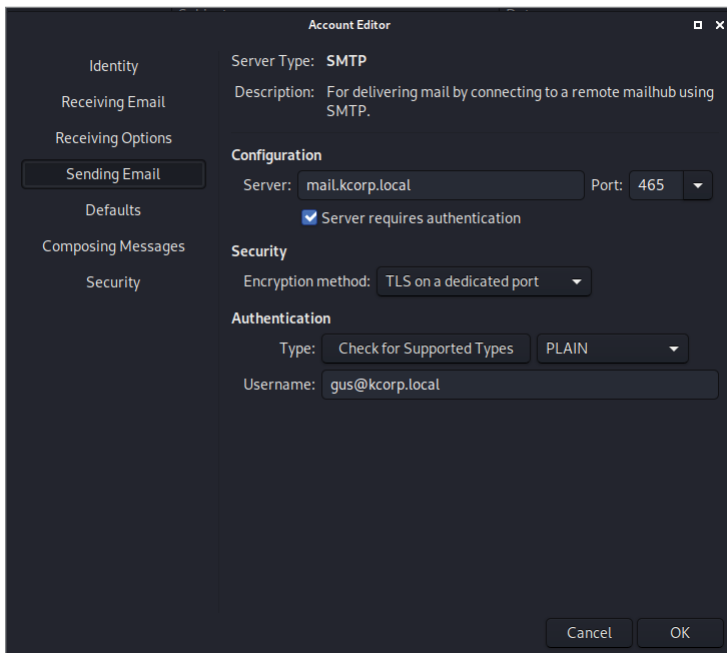 Account Editor
Identity
Receiving Email
Receiving Options
Sending Email
Defaults
Composing Messages
Security
Server Type: SMTP
Description: For delivering mail by connecting to a remote mailhub using
SMTP.
Configuration
Server: mail.kcorp.local Port: 465
Server requires authentication
Security
Encryption method: TLS on a dedicated port
Authentication
Type: Check for Supported Types PLAIN
Username: gus@kcorp.local
Cancel OK